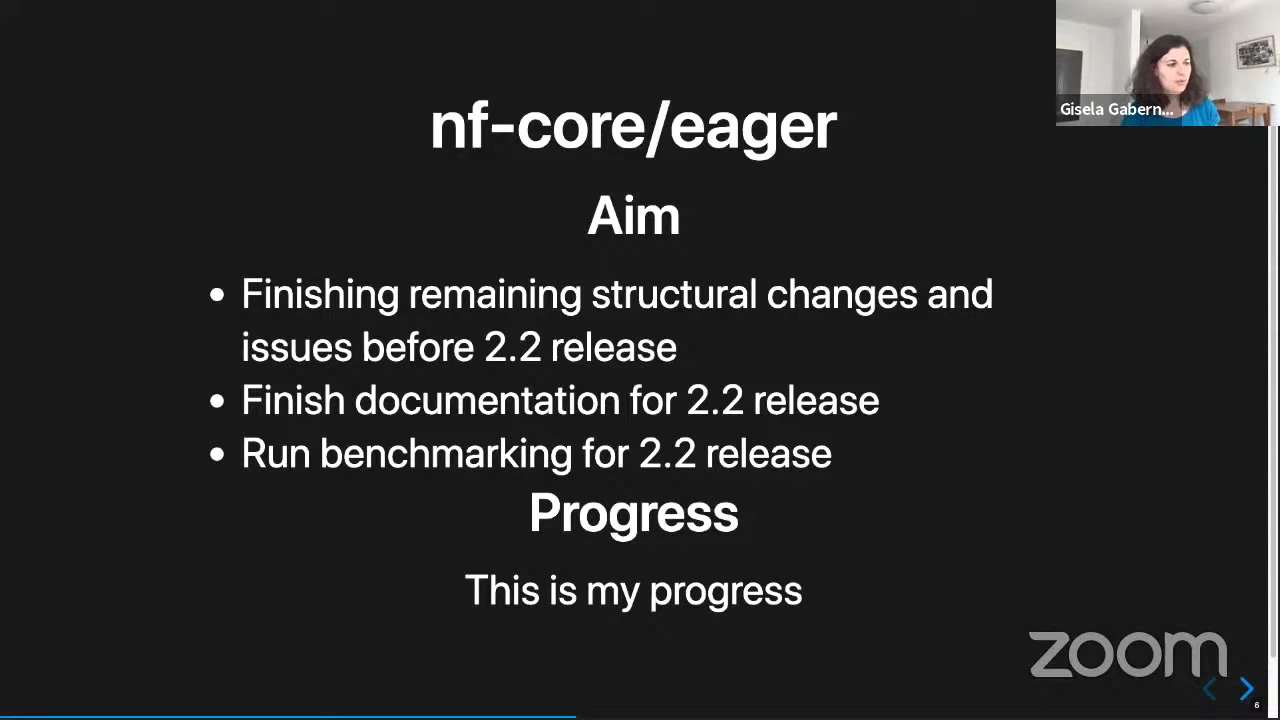 Gisela Gabern...
nf-core/eager
Aim
• Finishing remaining structural changes and
issues before 2.2 release
• Finish documentation for 2.2 release
• Run benchmarking for 2.2 release
Progress
This is my progress
zoom
6